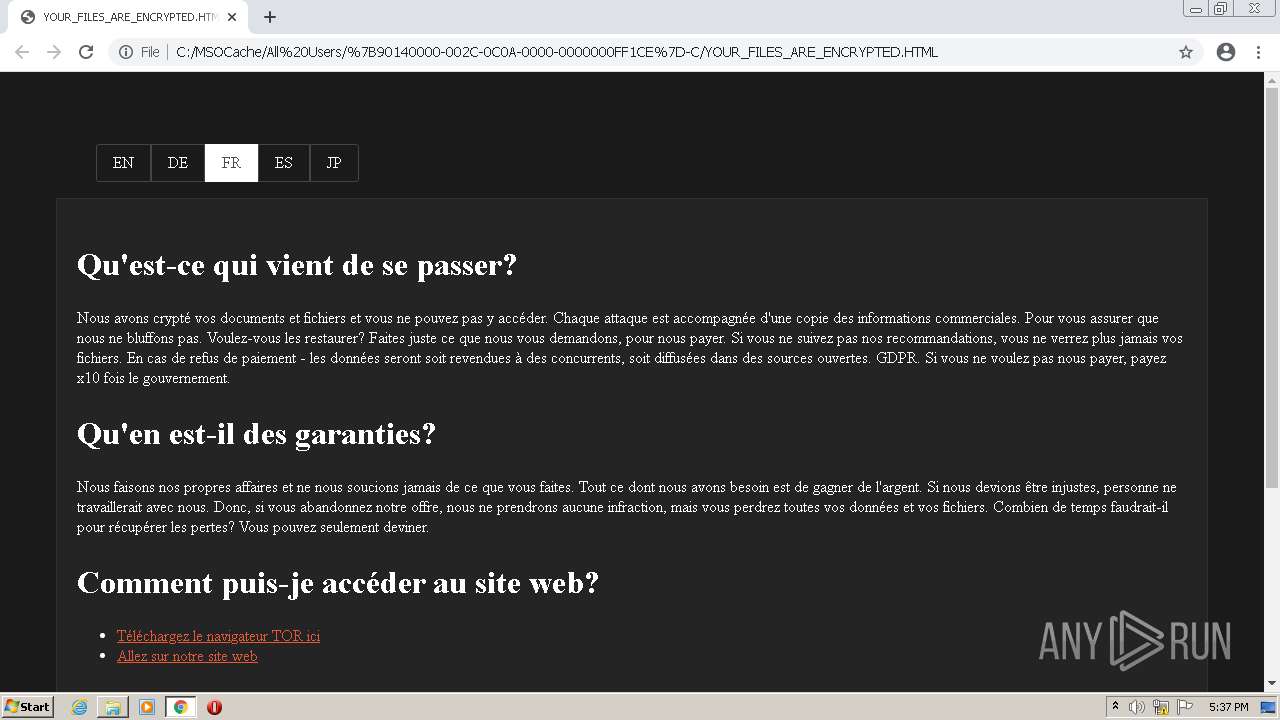 YOUR_FILES_ARE_ENCRYPTED.HTM
File
C:/MSOCache/All%20Users/%7B90140000-002C-070A-0000-0000000FF1CE%7D-C/YOUR_FILES_ARE_ENCRYPTED.HTML
EN DE FR ES JP
Qu'est-ce qui vient de se passer?
Nous avons crypté vos documents et fichiers et vous ne pouvez pas y accéder. Chaque attaque est accompagnée d'une copie des informations commerciales. Pour vous assurer que
nous ne bluffons pas. Voulez-vous les restaurer? Faites juste ce que nous vous demandons, pour nous payer. Si vous ne suivez pas nos recommandations, vous ne verrez plus jamais vos
fichiers. En cas de refus de paiement - les données seront soit revendues à des concurrents, soit diffusées dans des sources ouvertes. GDPR. Si vous ne voulez pas nous payer, payez
x10 fois le gouvernement.
Qu'en est-il des garanties?
Nous faisons nos propres affaires et ne nous soucions jamais de ce que vous faites. Tout ce dont nous avons besoin est de gagner de l'argent. Si nous devions être injustes, personne ne
travaillerait avec nous. Donc, si vous abandonnez notre offre, nous ne prendrons aucune infraction, mais vous perdrez toutes vos données et vos fichiers. Combien de temps faudrait-il
pour récupérer les pertes? Vous pouvez seulement deviner.
Comment puis-je accéder au site web?
Téléchargez le navigateur TOR ici
Allez sur notre site web
ANY RUN
Start
5:37 PM